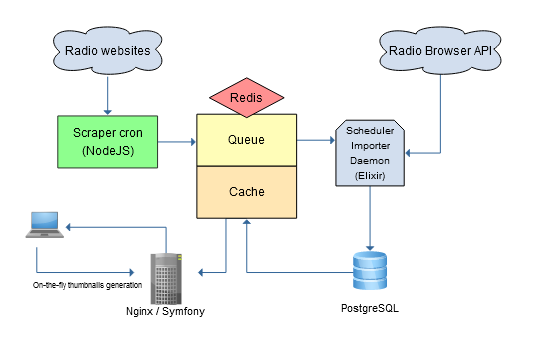 Radio websites
Radio Browser API
Redis
Scraper cron
(NodeJS)
Queue
Scheduler
Importer
Daemon
(Elixir)
Cache
On-the-fly thumbnails generation
Nginx / Symfony
PostgreSQL